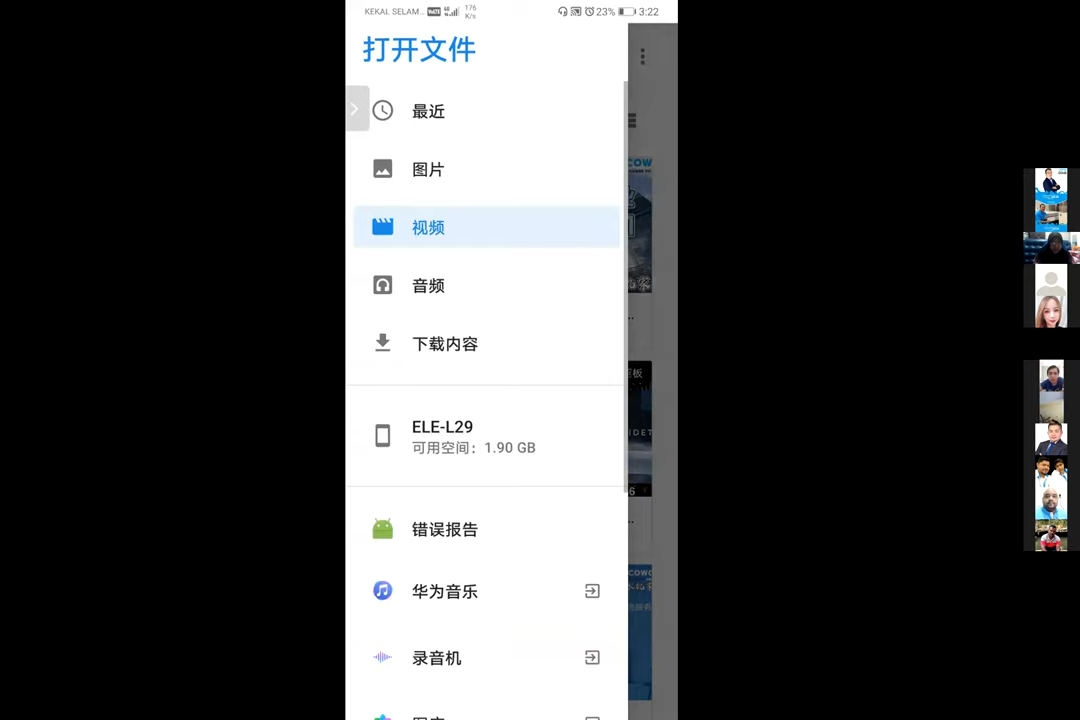 KEKAL SELAM...
176
K/s
23%
3:22
打开文件
最近
图片
视频
音频
下载内容
ELE-L29
可用空间：1.90 GB
错误报告
华为音乐
录音机